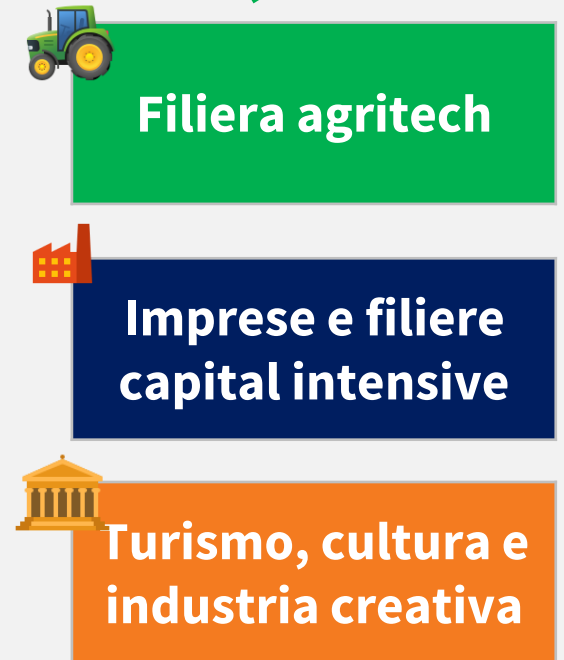 Filiera agritech
Imprese e filiere
capital intensive
Turismo, cultura e
industria creativa